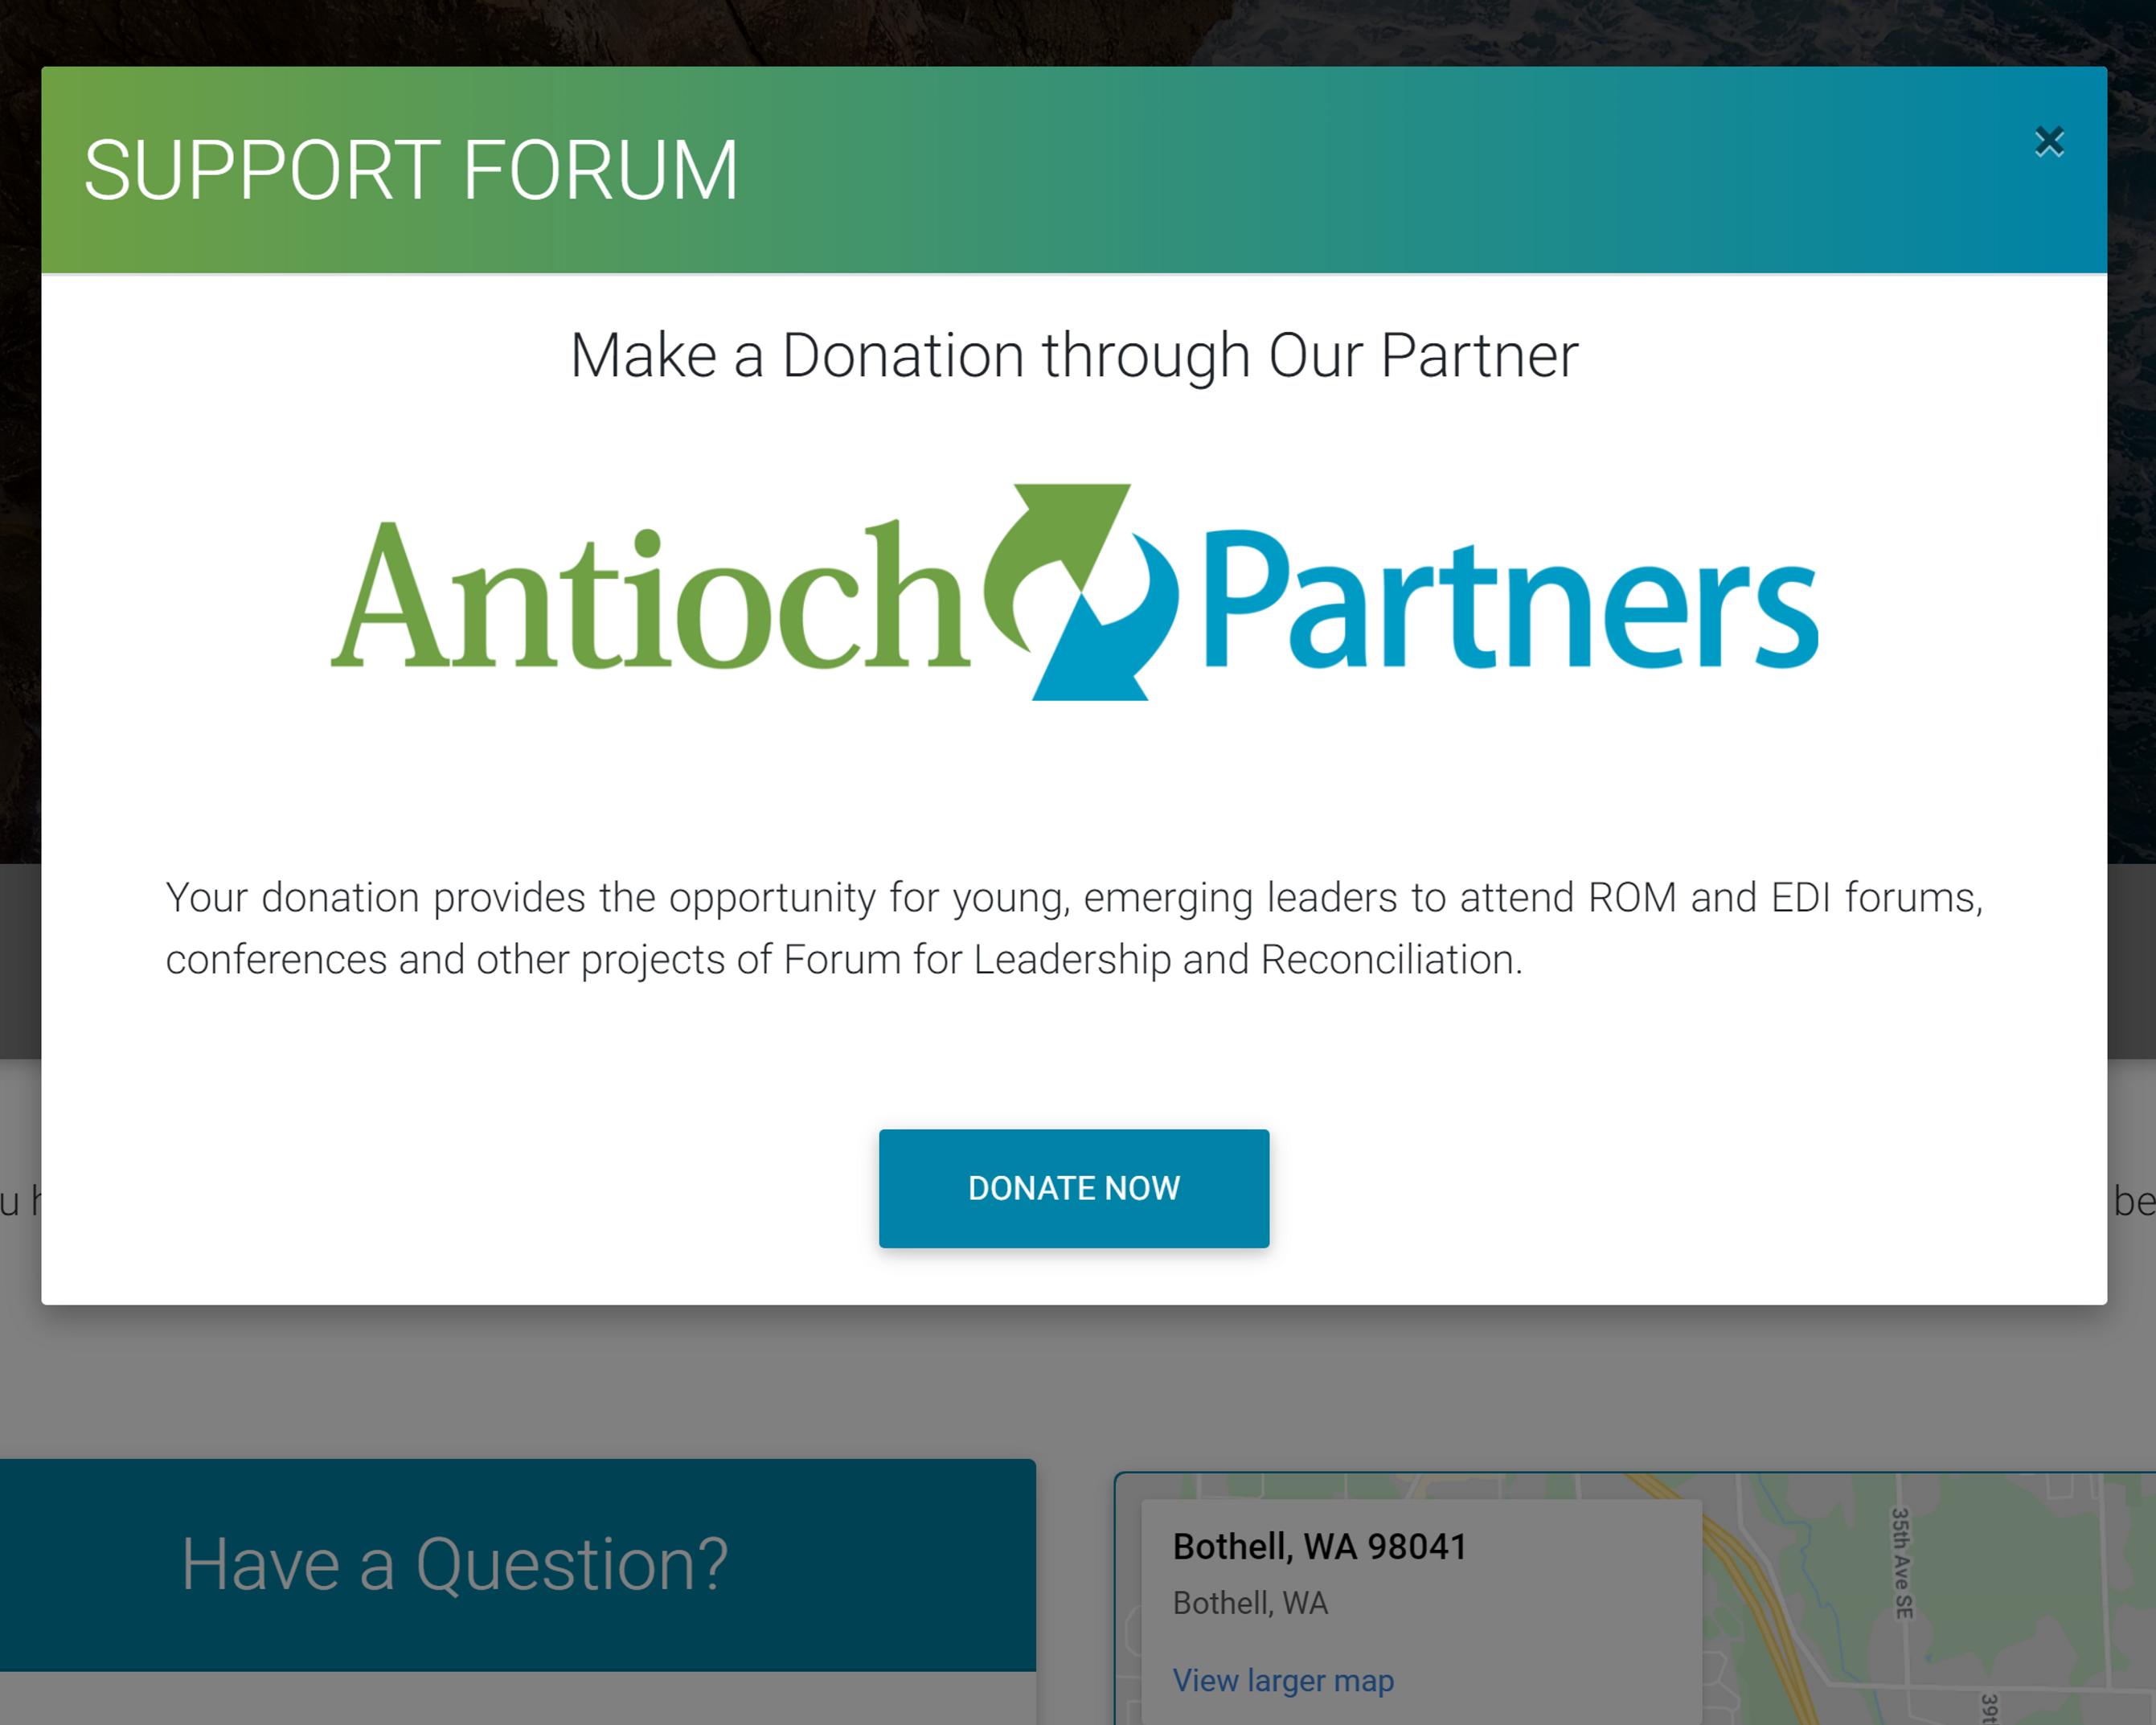 SUPPORT FORUM
Make a Donation through Our Partner
Antioch Partners
Your donation provides the opportunity for young, emerging leaders to attend ROM and EDI forums,
conferences and other projects of Forum for Leadership and Reconciliation.
DONATE NOW
Have a Question?
Bothell, WA 98041
Bothell, WA
View larger map
35th Ave SE